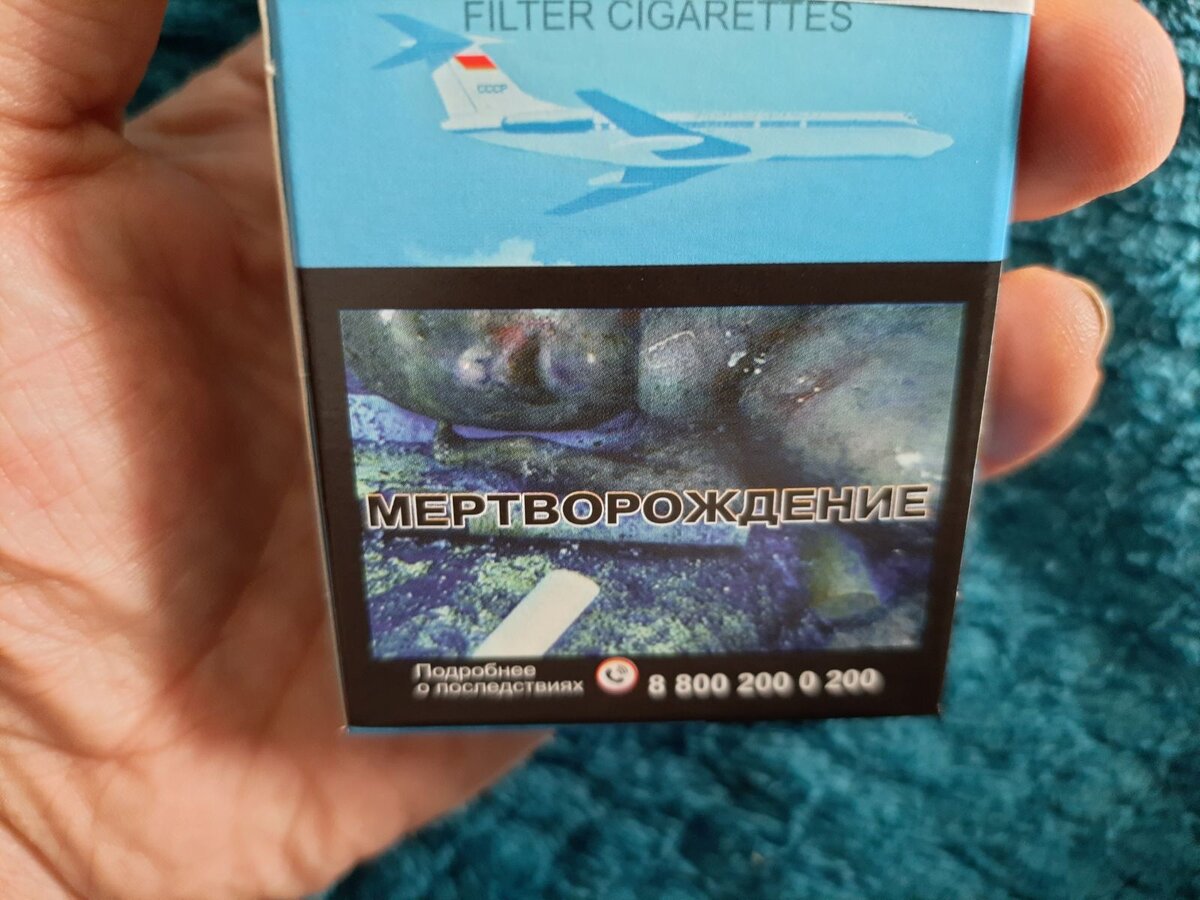 FILTER CIGARETTES
СССР
МЕРТВОРОЖДЕНИЕ
Подробнее
о последствиях
8 800 200 0 200